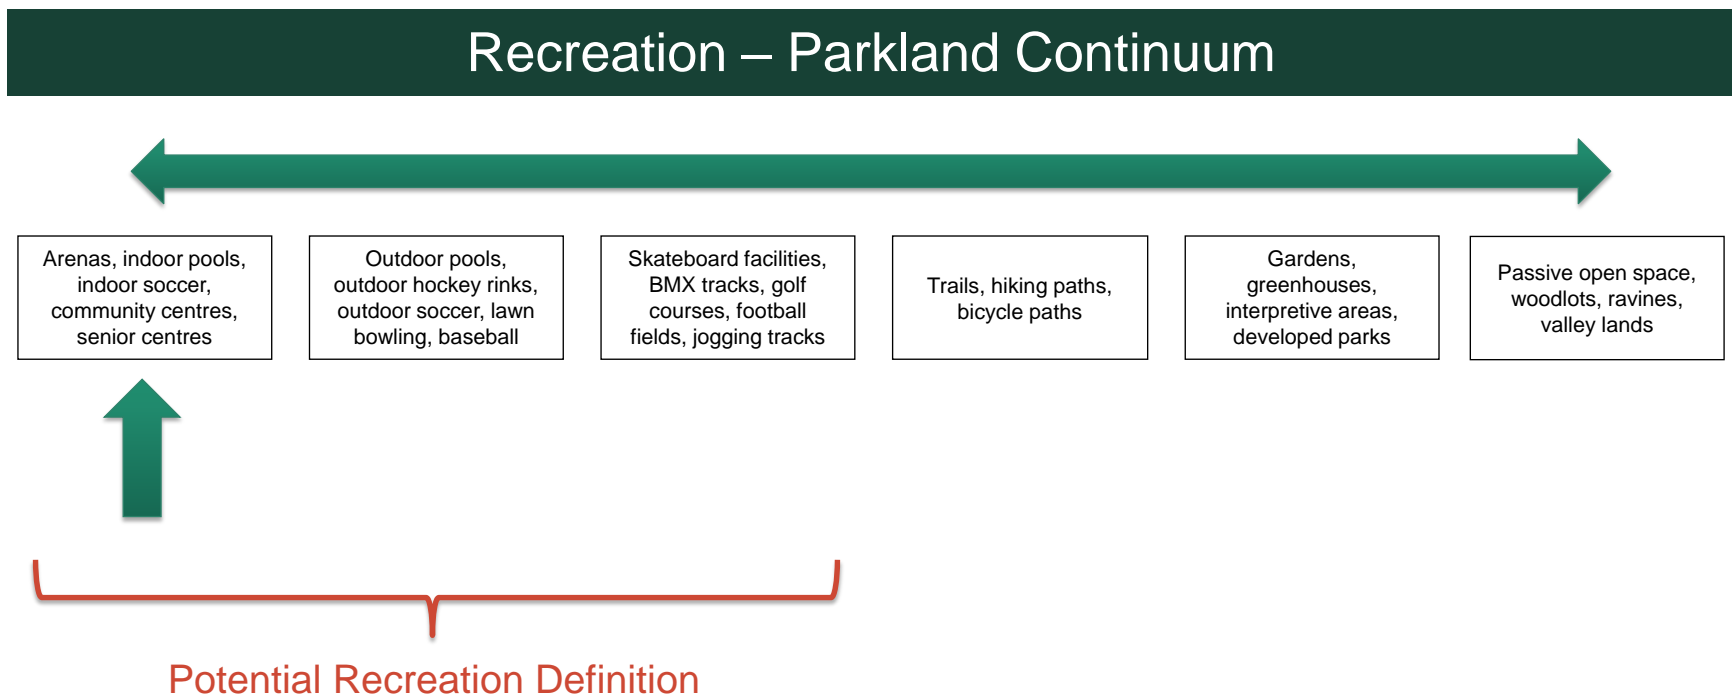 Recreation – Parkland Continuum
Arenas, indoor pools,
indoor soccer,
community centres,
senior centres
Outdoor pools,
outdoor hockey rinks,
outdoor soccer, lawn
bowling, baseball
Skateboard facilities,
BMX tracks, golf
courses, football
fields, jogging tracks
Trails, hiking paths,
bicycle paths
Gardens,
greenhouses,
interpretive areas,
developed parks
Passive open space,
woodlots, ravines,
valley lands
Potential Recreation Definition